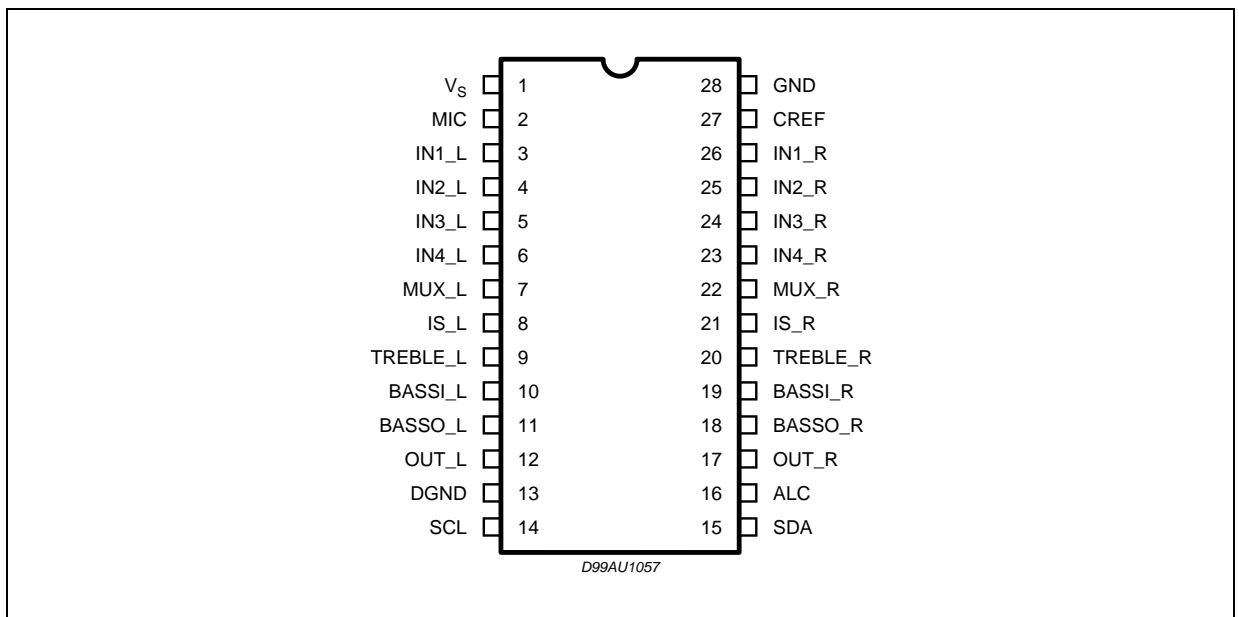 VS 1 28 GND
MIC 2 27 CREF
IN1_L 3 26 IN1_R
IN2_L 4 25 IN2_R
IN3_L 5 24 IN3_R
IN4_L 6 23 IN4_R
MUX_L 7 22 MUX_R
IS_L 8 21 IS_R
TREBLE_L 9 20 TREBLE_R
BASSI_L 10 19 BASSI_R
BASSO_L 11 18 BASSO_R
OUT_L 12 17 OUT_R
DGND 13 16 ALC
SCL 14 15 SDA
D99AU1057